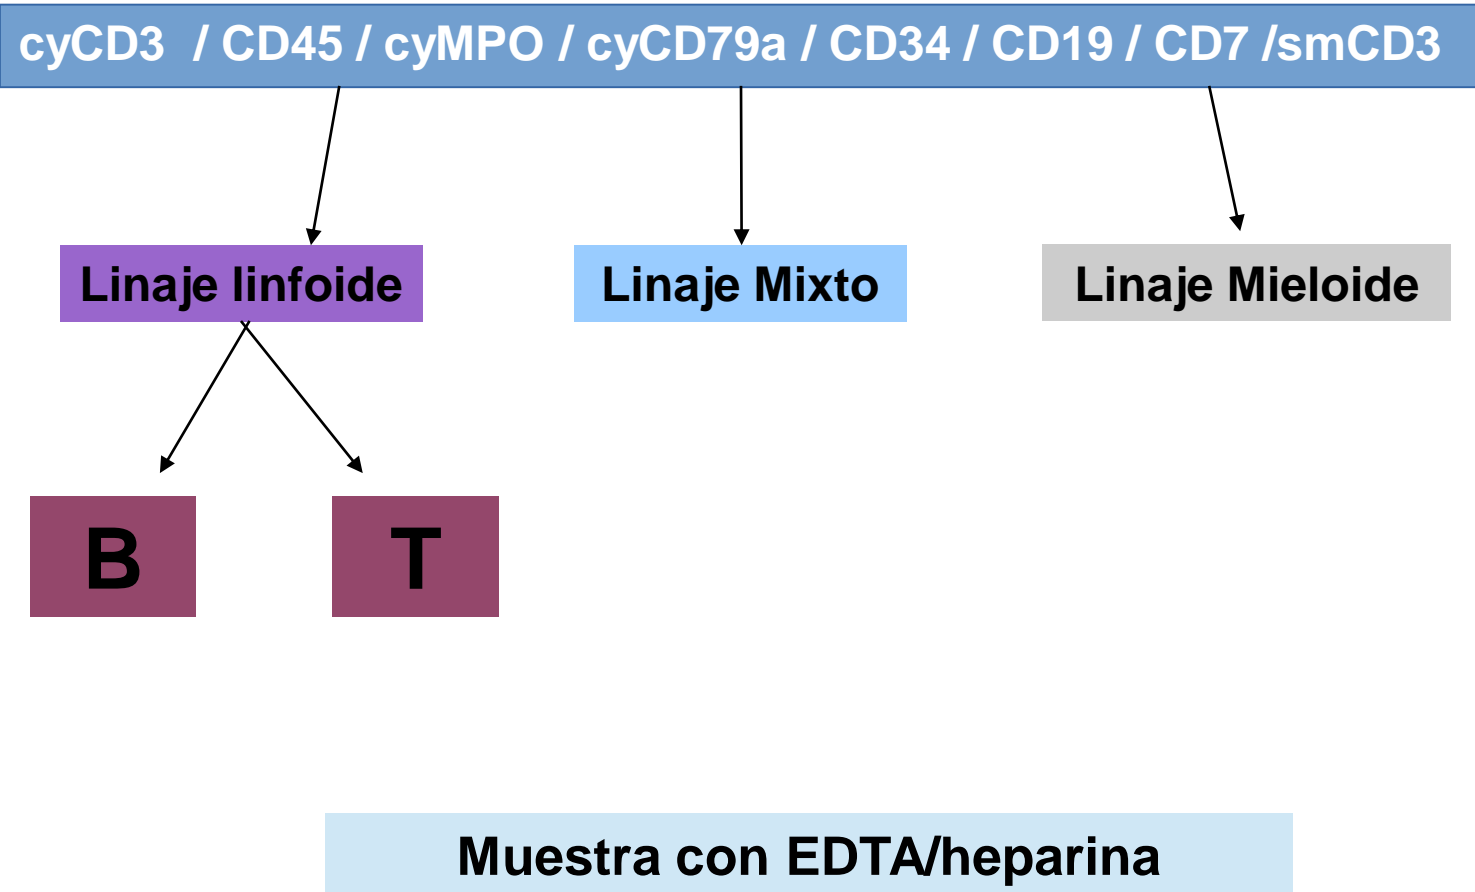 cyCD3 / CD45 / cyMPO / cyCD79a / CD34 / CD19 / CD7 /smCD3
Linaje linfoide
Linaje Mixto
Linaje Mieloide
B
T
Muestra con EDTA/heparina